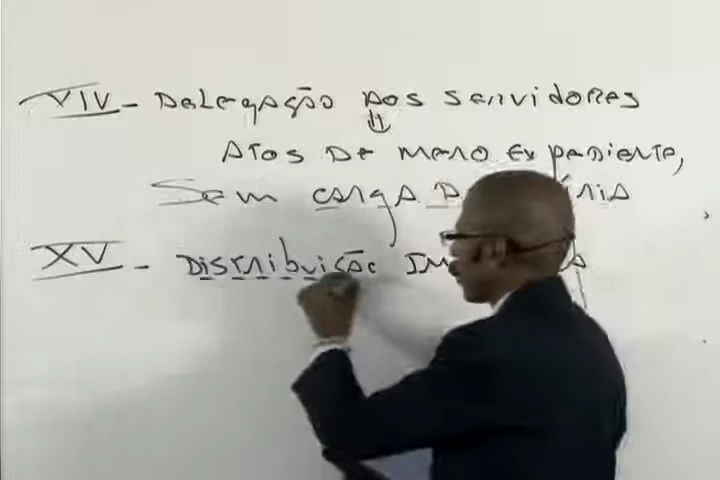 XIV - Delegação aos servidores
Atos de mero expediente,
Sem carga
XV - Distribuição